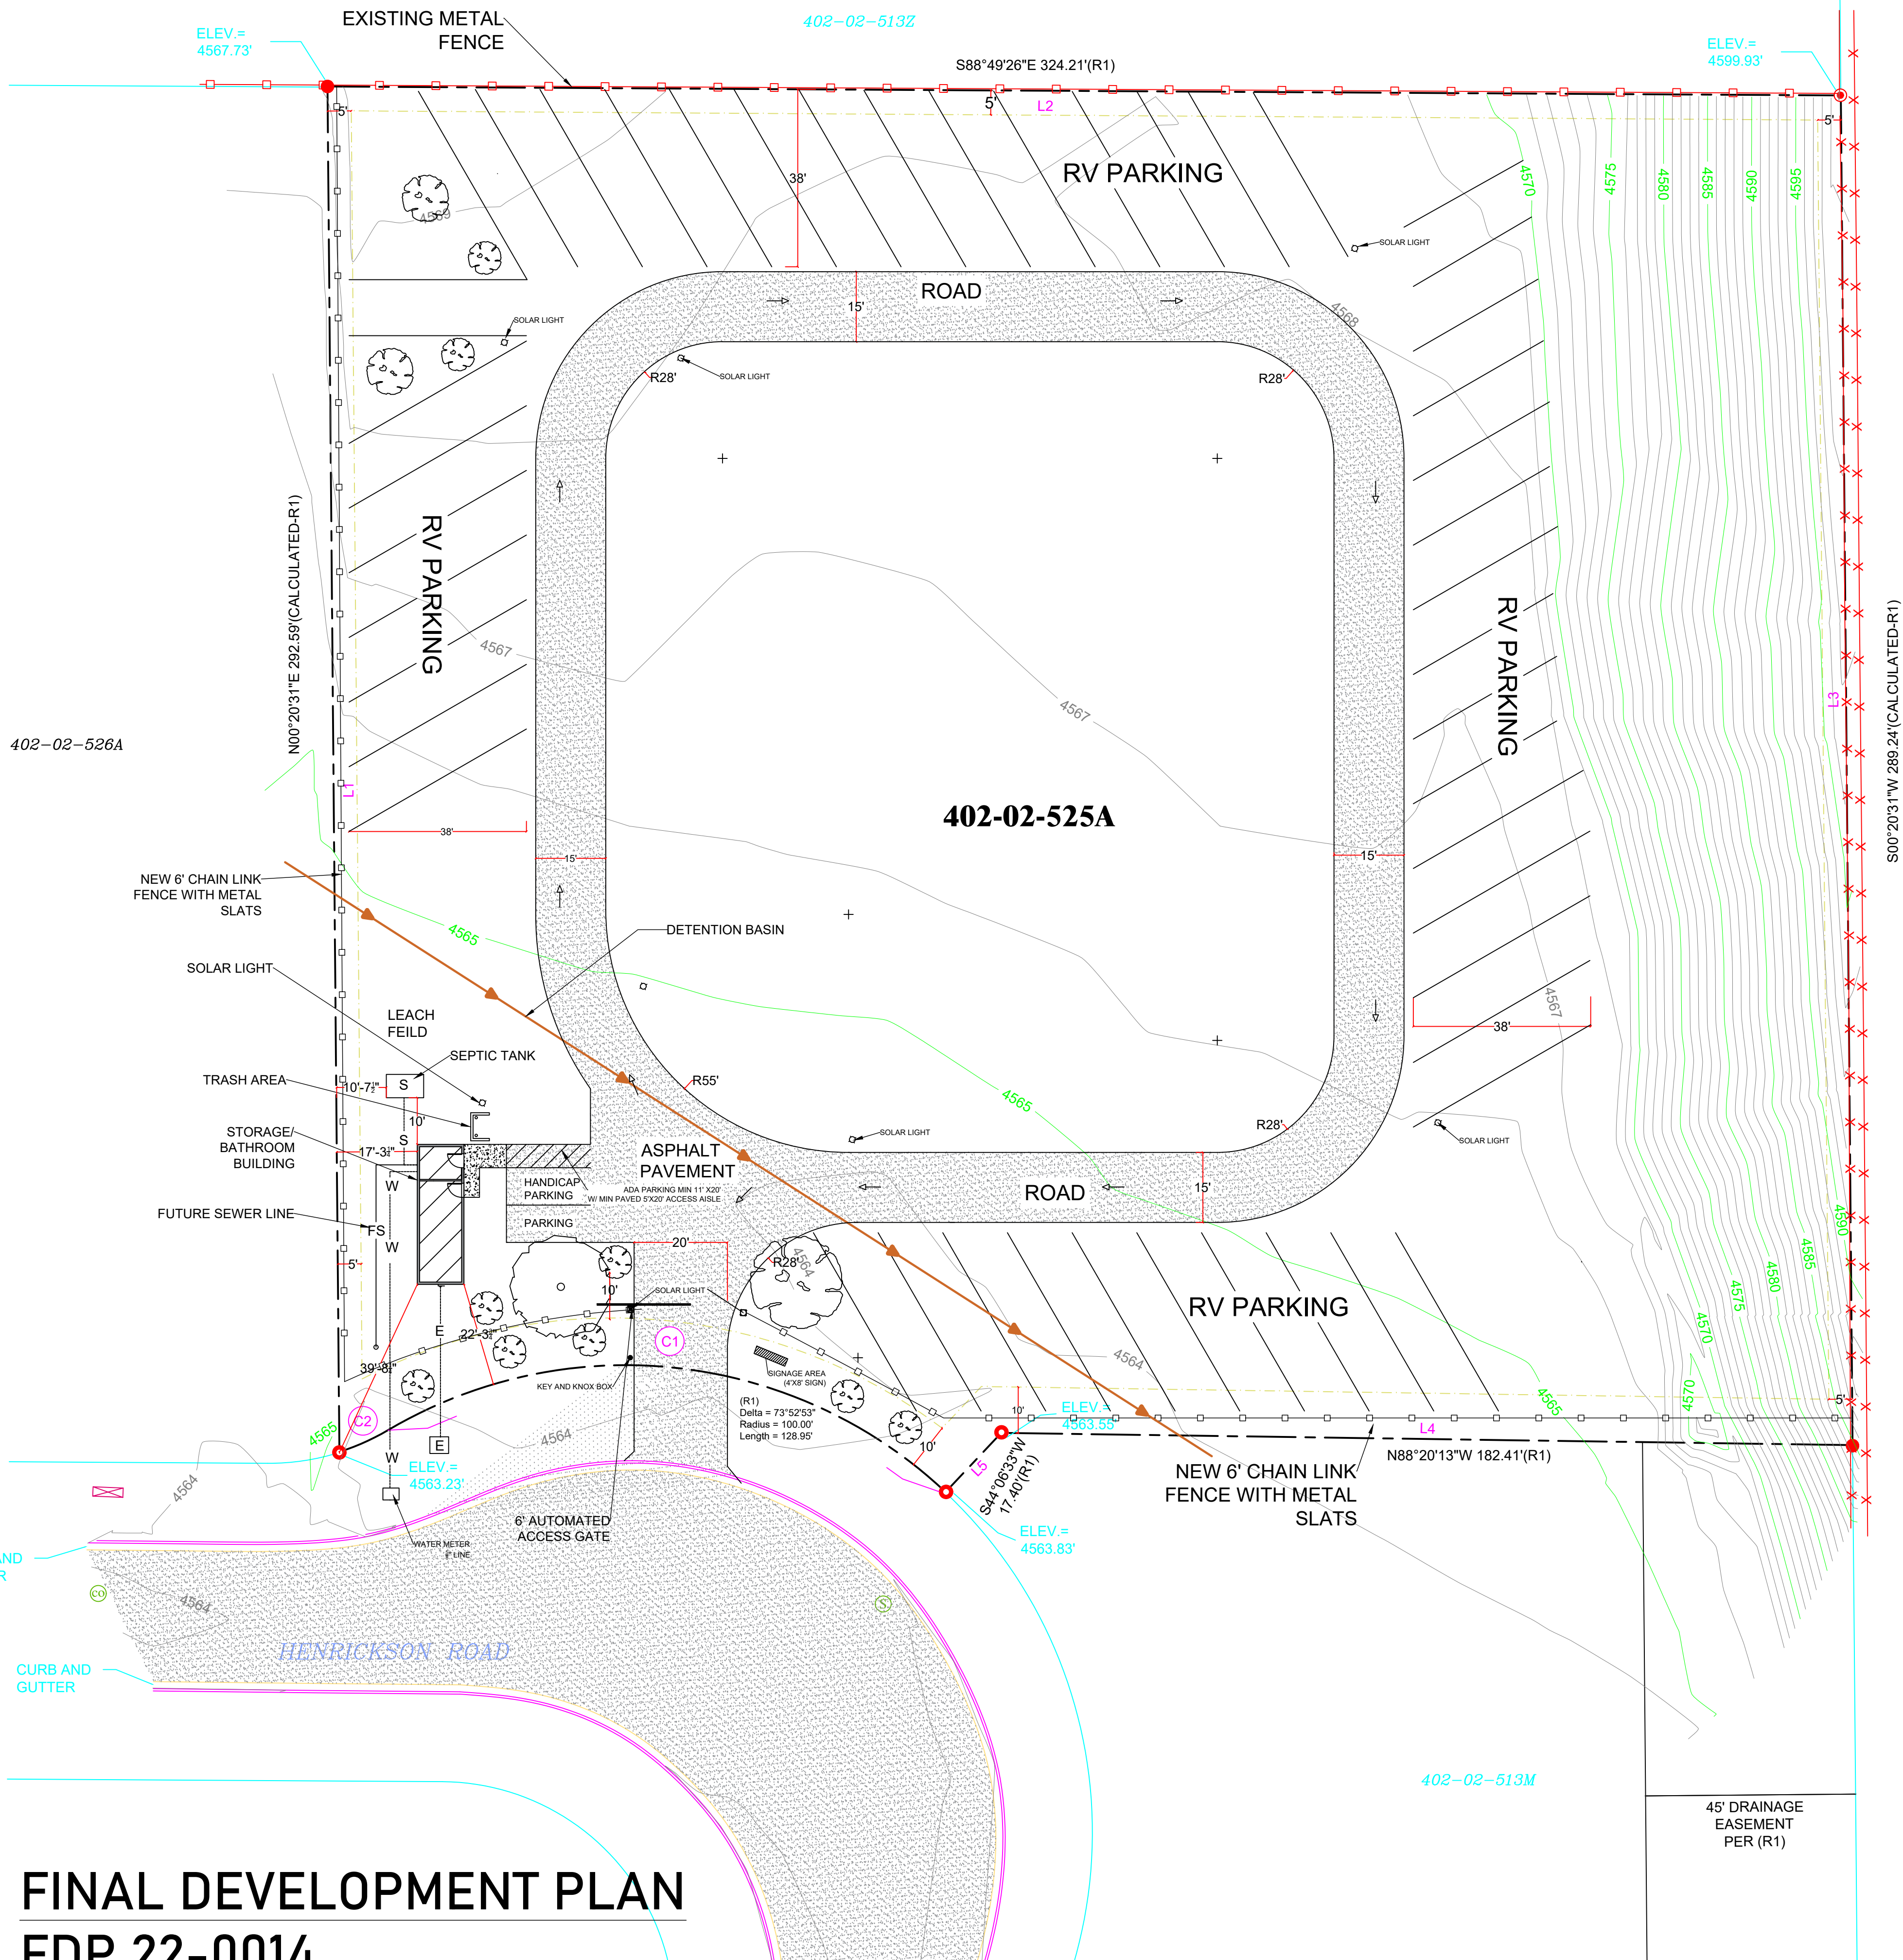 EXISTING METAL
FENCE
402-02-513Z
ELEV.=
4567.73'
ELEV.=
4599.93'
S88°49'26"E 324.21'(R1)
5'
5'
L2
5'
RV PARKING
38'
4569
4570
4575
4580
4585
4590
4595
SOLAR LIGHT
ROAD
15'
4568
SOLAR LIGHT
R28'
SOLAR LIGHT
R28'
N00°20'31"E 292.59'(CALCULATED-R1)
RV PARKING
RV PARKING
S00°20'31"W 289.24'(CALCULATED-R1)
4567
4567
L3
402-02-526A
L1
402-02-525A
38'
15'
15'
NEW 6' CHAIN LINK
FENCE WITH METAL
SLATS
4565
DETENTION BASIN
SOLAR LIGHT
LEACH
FEILD
4567
38'
SEPTIC TANK
TRASH AREA
10'-7½"
S
R55'
4565
10'
STORAGE/
BATHROOM
BUILDING
S
17'-3¾"
R28'
SOLAR LIGHT
SOLAR LIGHT
ASPHALT
PAVEMENT
HANDICAP
PARKING
ADA PARKING MIN 11' X20'
W/ MIN PAVED 5'X20' ACCESS AISLE
ROAD
15'
W
FUTURE SEWER LINE
FS
PARKING
W
20'
4590
4585
4580
4575
4570
5'
R28'
4564
10'
SOLAR LIGHT
RV PARKING
E
22'-3¾"
C1
39'-8½"
KEY AND KNOX BOX
SIGNAGE AREA
(4'X8' SIGN)
4564
4565
4570
5'
(R1)
Delta = 73°52'53"
Radius = 100.00'
Length = 128.95'
10'
ELEV.=
4563.55'
L4
N88°20'13"W 182.41'(R1)
C2
4565
E
4564
10'
L5
S44°06'33"W
17.40'(R1)
W
ELEV.=
4563.23'
NEW 6' CHAIN LINK
FENCE WITH METAL
SLATS
4564
6' AUTOMATED
ACCESS GATE
WATER METER
LINE
ELEV.=
4563.83'
AND
R
CO
4564
S
HENRICKSON ROAD
CURB AND
GUTTER
402-02-513M
45' DRAINAGE
EASEMENT
PER (R1)
FINAL DEVELOPMENT PLAN
FDP 22-0014